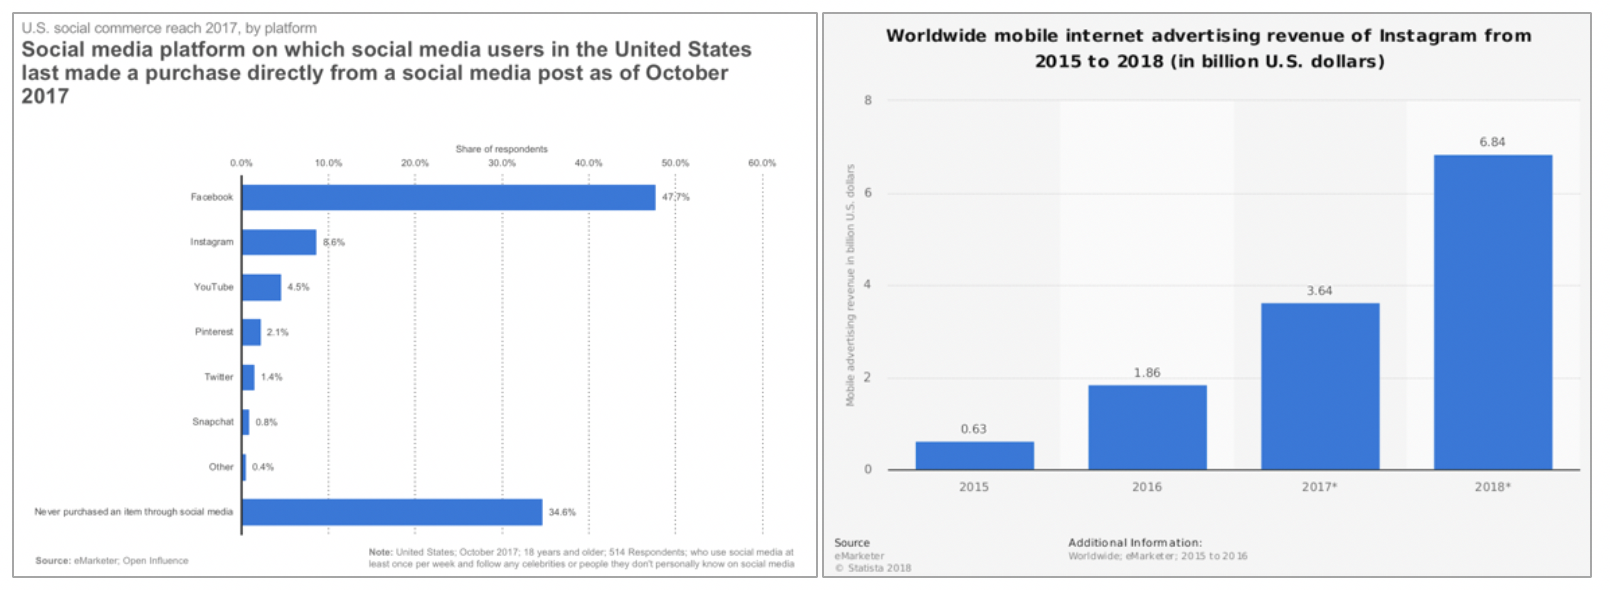 U.S. social commerce reach 2017, by platform
Social media platform on which social media users in the United States
last made a purchase directly from a social media post as of October
2017
Share of respondents
0.0% 10.0% 20.0% 30.0% 40.0% 50.0% 60.0%
Facebook 47.7%
Instagram 8.6%
YouTube 4.5%
Pinterest 2.1%
Twitter 1.4%
Snapchat 0.8%
Other 0.4%
Never purchased an item through social media 34.6%
Source: eMarketer; Open Influence
Note: United States; October 2017; 18 years and older; 514 Respondents; who use social media at
least once per week and follow any celebrities or people they don't personally know on social media
Worldwide mobile internet advertising revenue of Instagram from
2015 to 2018 (in billion U.S. dollars)
Mobile advertising revenue in billion U.S. dollars
8
6
4
2
0
0.63
1.86
3.64
6.84
2015 2016 2017* 2018*
Source
eMarketer
© Statista 2018
Additional Information:
Worldwide; eMarketer; 2015 to 2016